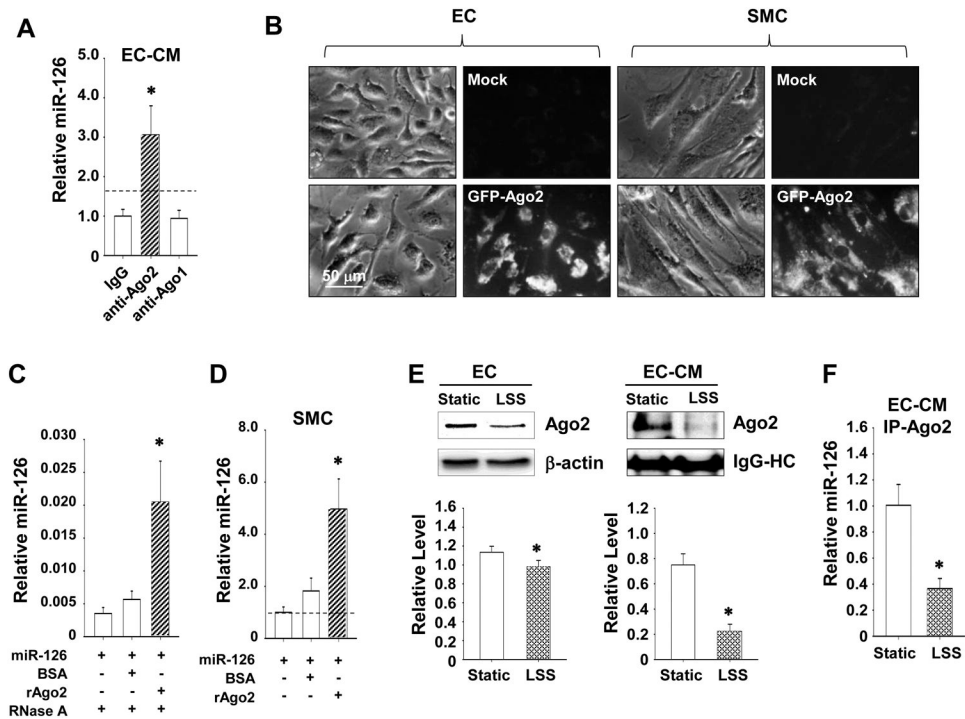 A
EC-CM
Relative miR-126
5.0
4.0
3.0
2.0
1.0
0
*
IgG
anti-Ago2
anti-Ago1
B
EC
SMC
Mock
Mock
GFP-Ago2
GFP-Ago2
50 μm
C
Relative miR-126
0.030
0.025
0.020
0.015
0.010
0.005
0
*
miR-126 + + +
BSA - + -
rAgo2 - - +
RNase A + + +
D
SMC
Relative miR-126
8.0
6.0
4.0
2.0
0
*
miR-126 + + +
BSA - + -
rAgo2 - - +
E
EC
Static LSS
Ago2
β-actin
EC-CM
Static LSS
Ago2
IgG-HC
Relative Level
1.6
1.4
1.2
1.0
0.8
0.6
0.4
0.2
0
*
Static LSS
Relative Level
1.2
1.0
0.8
0.6
0.4
0.2
0
*
Static LSS
F
EC-CM
IP-Ago2
Relative miR-126
1.6
1.4
1.2
1.0
0.8
0.6
0.4
0.2
0
*
Static LSS